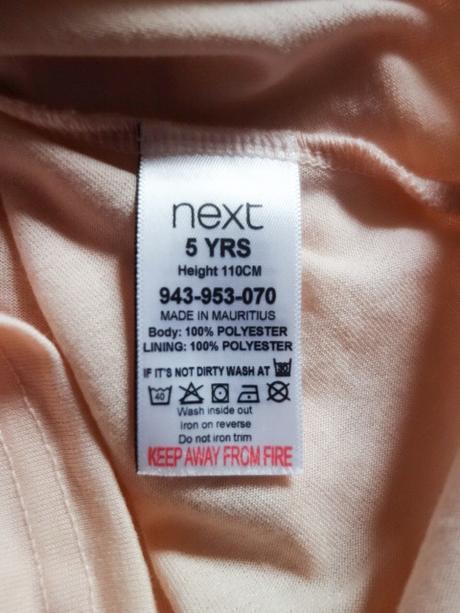 next
5 YRS
Height 110CM
943-953-070
MADE IN MAURITIUS
Body: 100% POLYESTER
LINING: 100% POLYESTER
IF IT'S NOT DIRTY WASH AT
40
Wash inside out
Iron on reverse
Do not iron trim
KEEP AWAY FROM FIRE